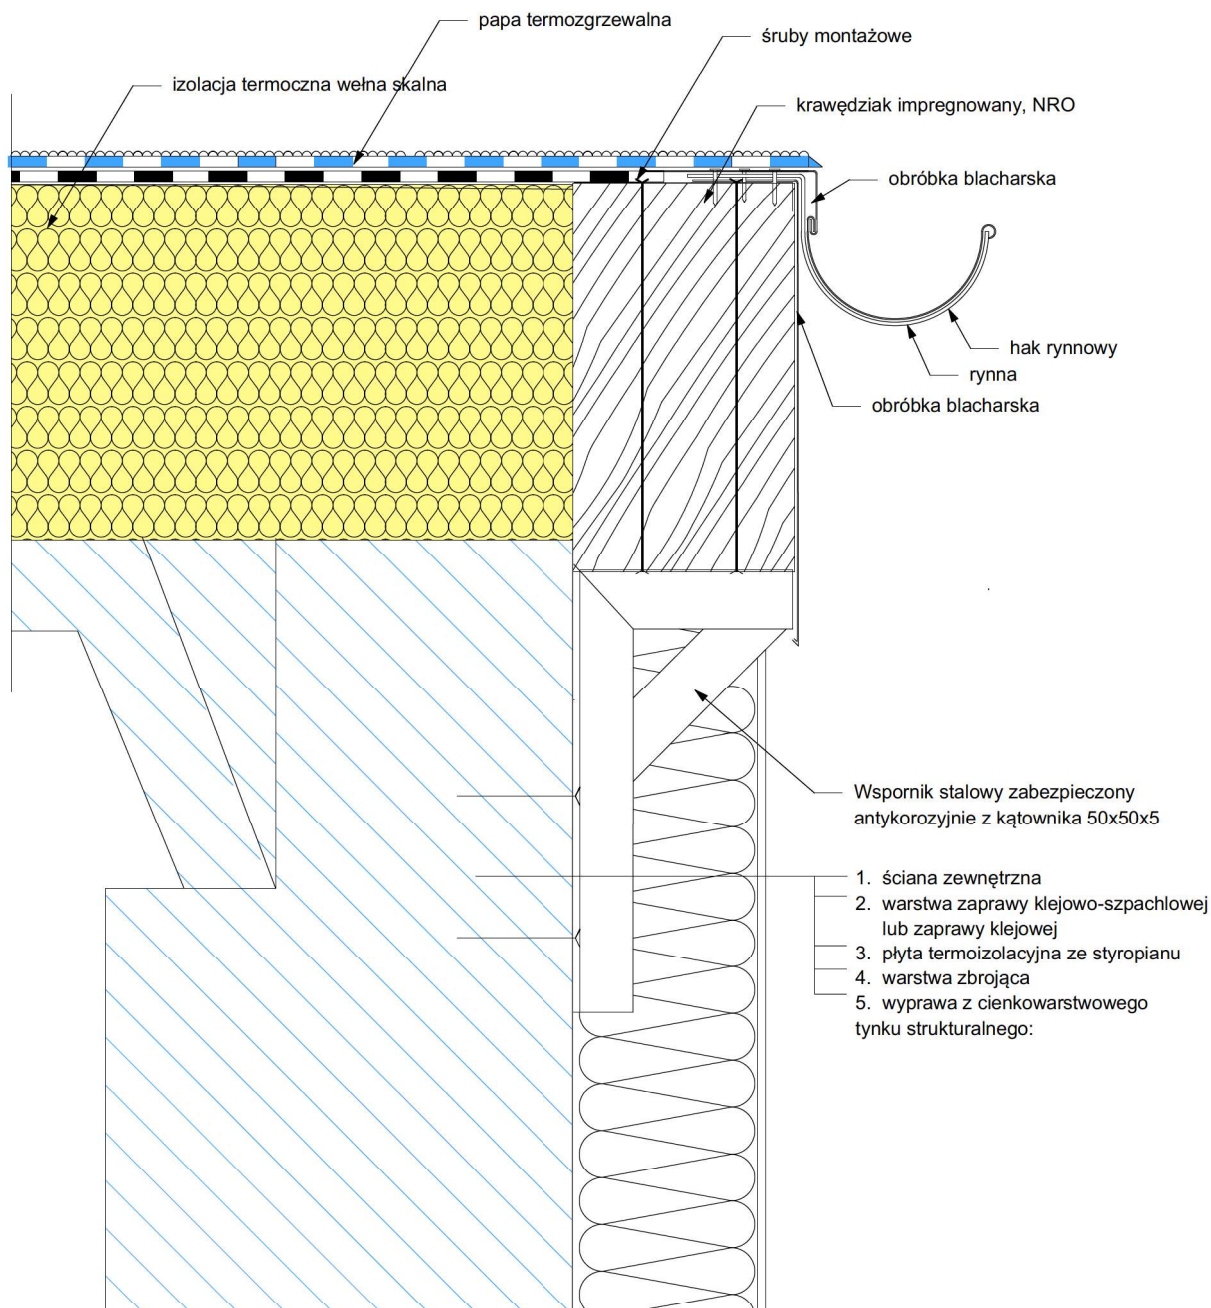 papa termozgrzewalna
śruby montażowe
izolacja termoczna wełna skalna
krawędziak impregnowany, NRO
obróbka blacharska
hak rynnowy
rynna
obróbka blacharska
Wspornik stalowy zabezpieczony
antykorozyjnie z kątownika 50x50x5
1. ściana zewnętrzna
2. warstwa zaprawy klejowo-szpachlowej
lub zaprawy klejowej
3. płyta termoizolacyjna ze styropianu
4. warstwa zbrojąca
5. wyprawa z cienkowarstwowego
tynku strukturalnego: